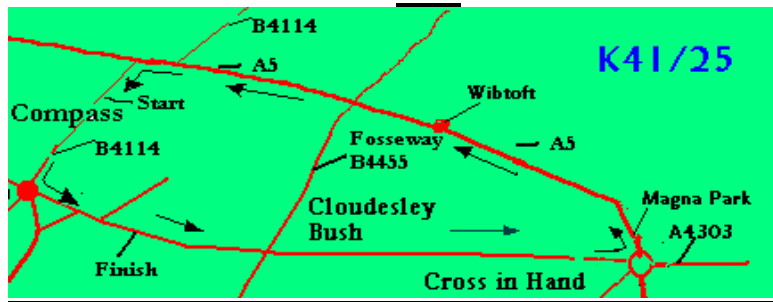 B4114
K41/25
A5
Wibtoft
Start
Compass
Fosseway
A5
B4114
B4455
Magna Park
Cloudesley
Bush
A4303
Finish
Cross in Hand